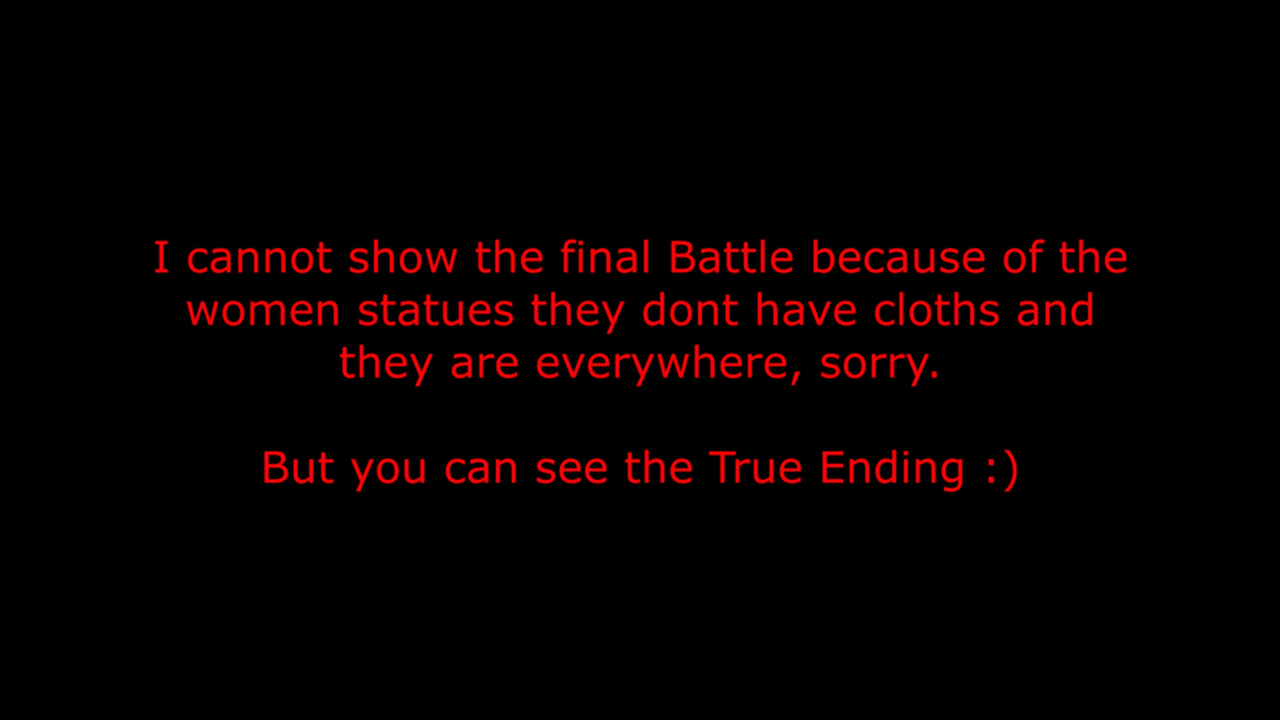 I cannot show the final Battle because of the
women statues they dont have cloths and
they are everywhere, sorry.
But you can see the True Ending :)